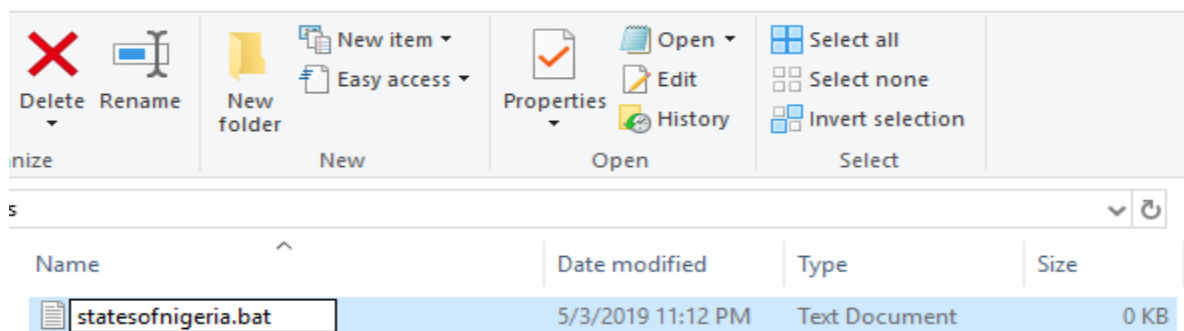 Delete Rename New folder New item Easy access Properties Open Edit History Select all Select none Invert selection
nize New Open Select
s
Name Date modified Type Size
statesofnigeria.bat 5/3/2019 11:12 PM Text Document 0 KB